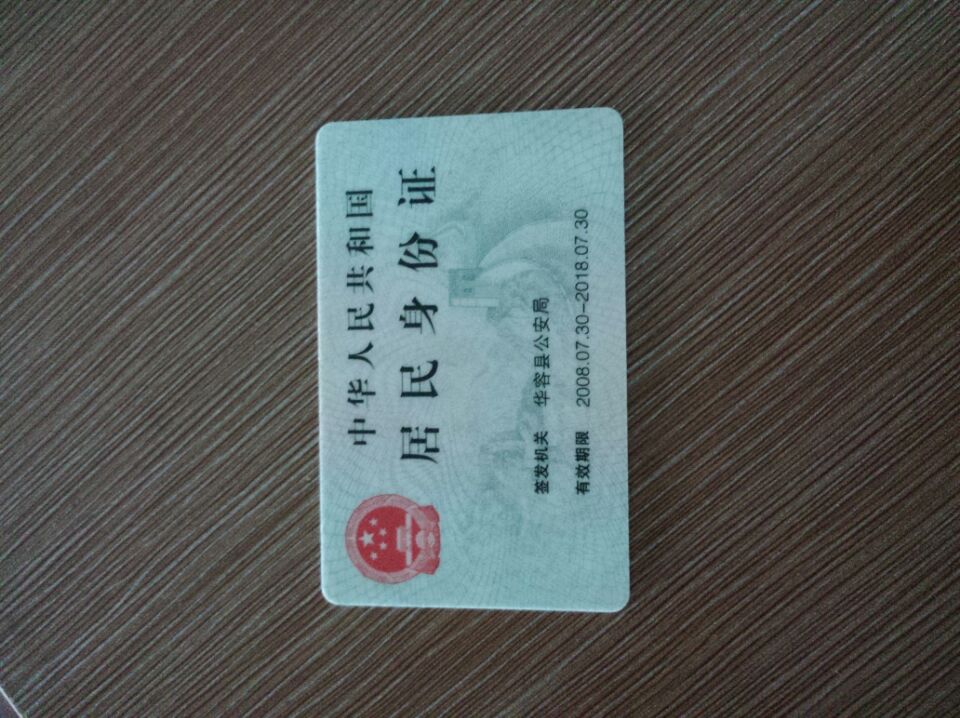 中华人民共和国
居民身份证
签发机关 华容县公安局
有效期限 2008.07.30-2018.07.30